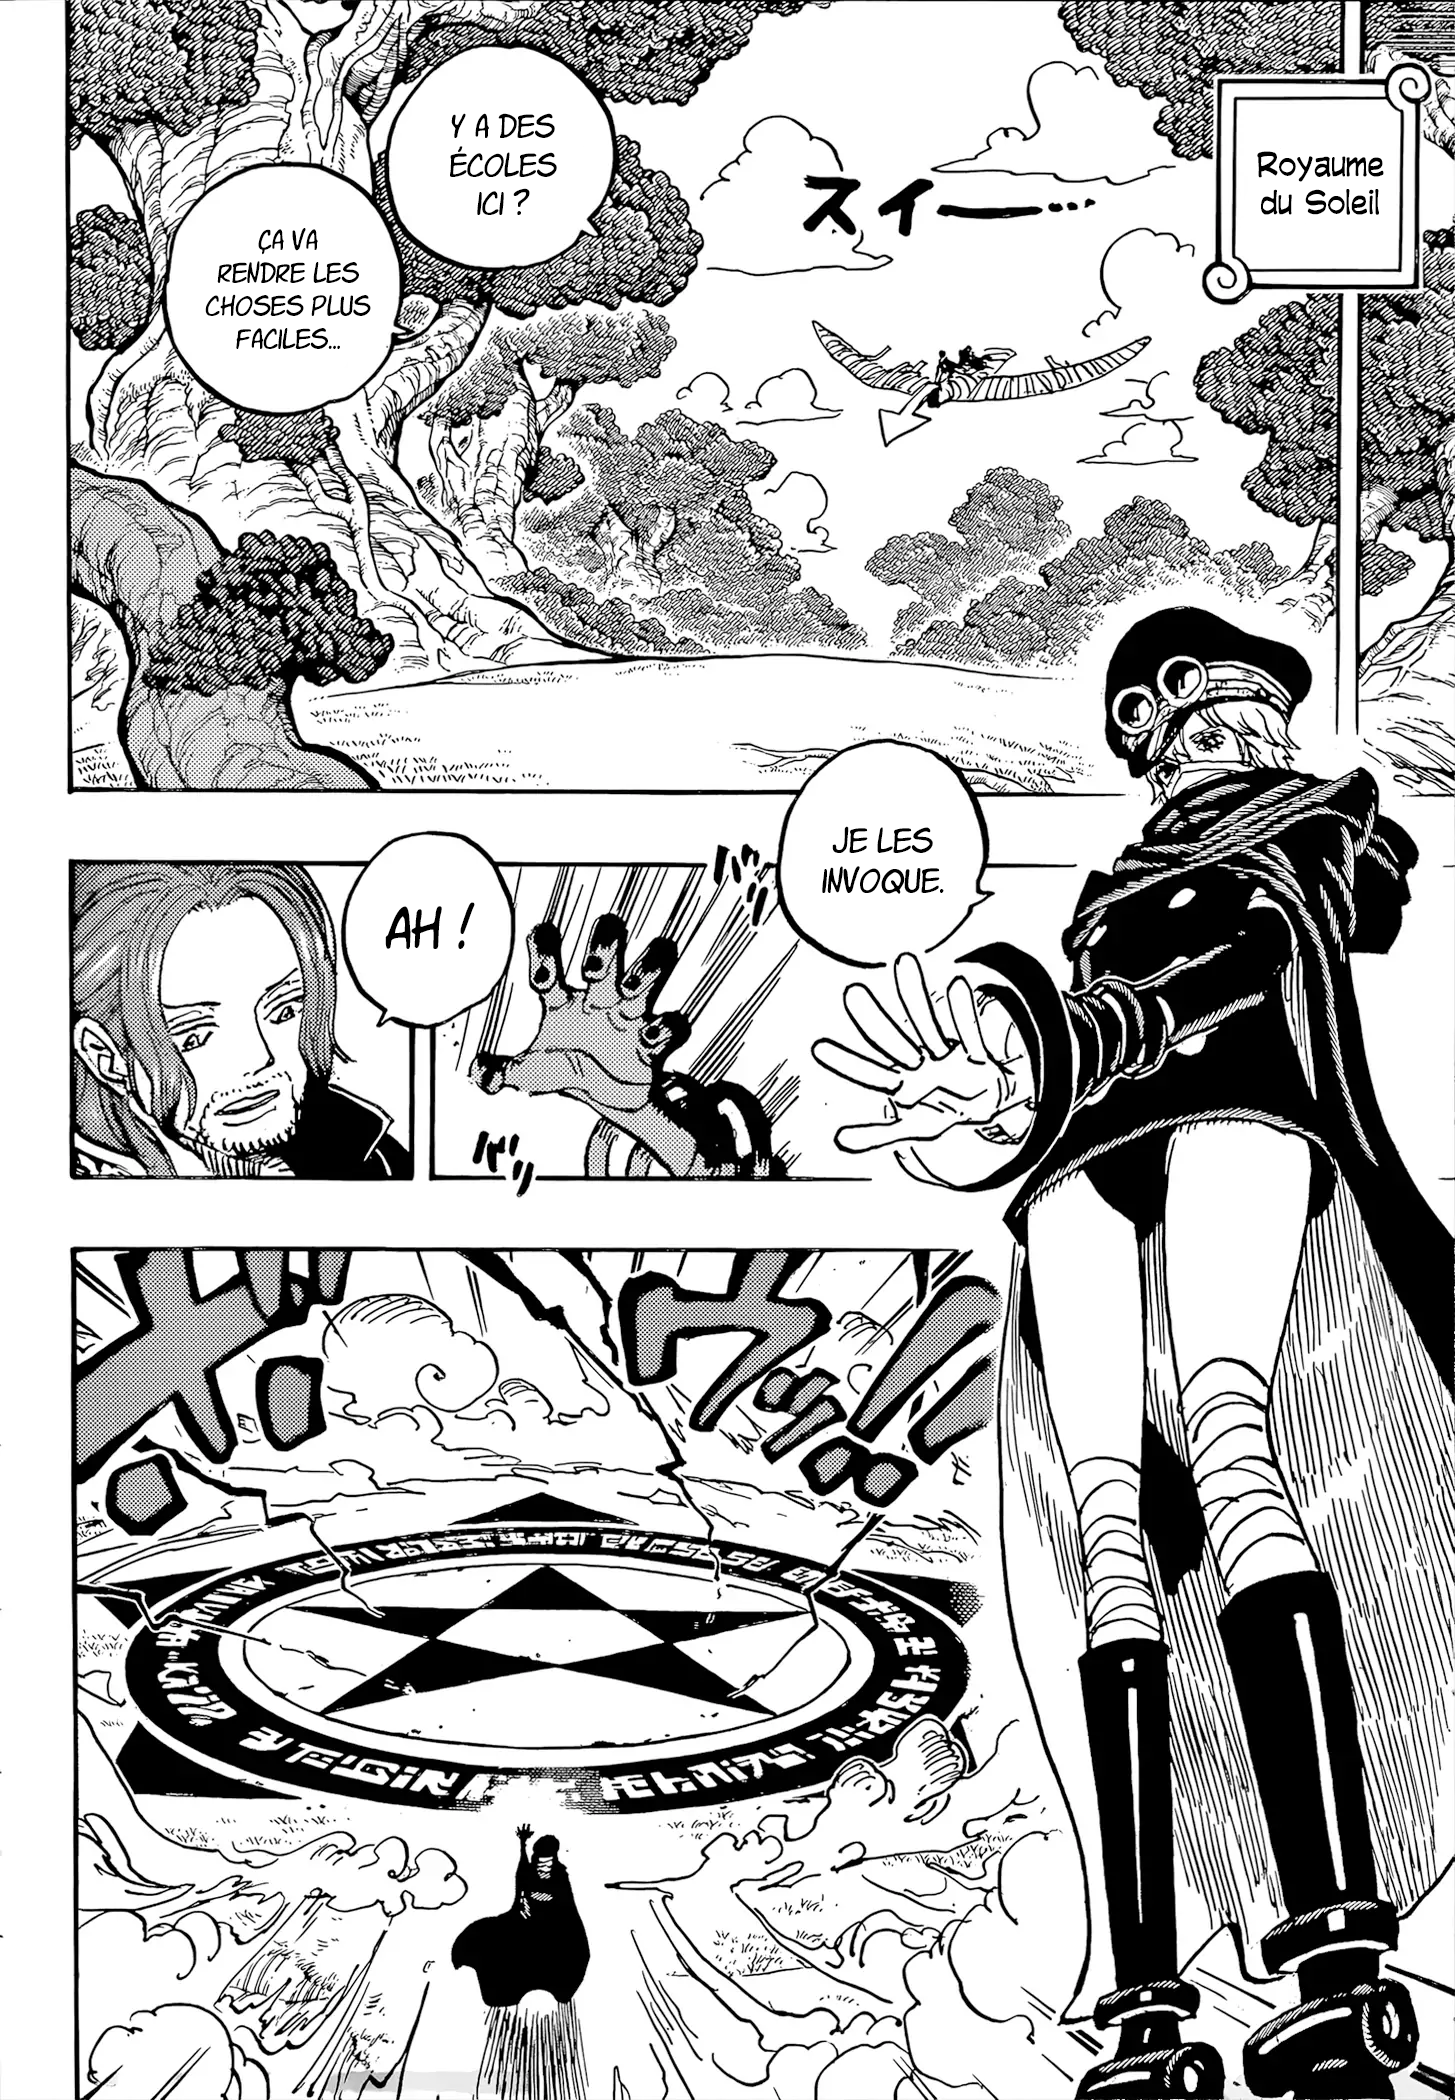 Royaume
du Soleil
スイー…
Y A DES
ÉCOLES
ICI ?
ÇA VA
RENDRE LES
CHOSES PLUS
FACILES...
JE LES
INVOQUE.
AH !